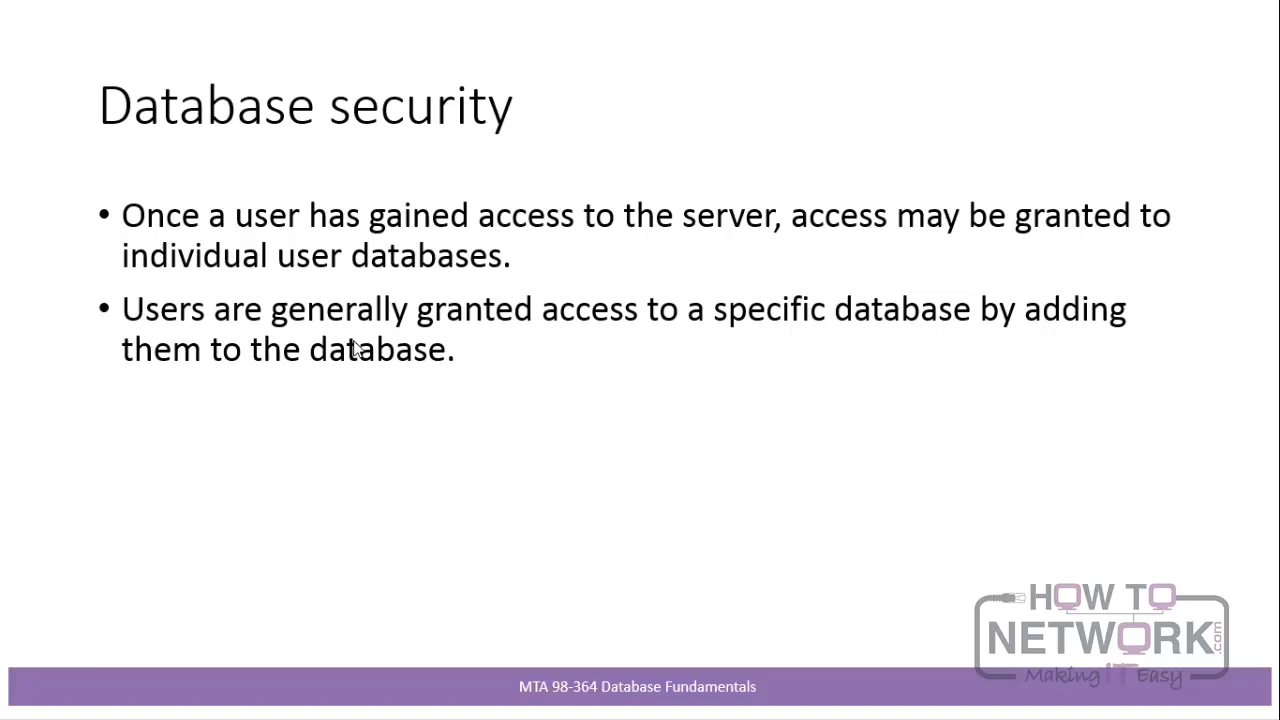 Database security
• Once a user has gained access to the server, access may be granted to
individual user databases.
• Users are generally granted access to a specific database by adding
them to the database.
HOW TO
NETWORK.com
Making IT Easy
MTA 98-364 Database Fundamentals